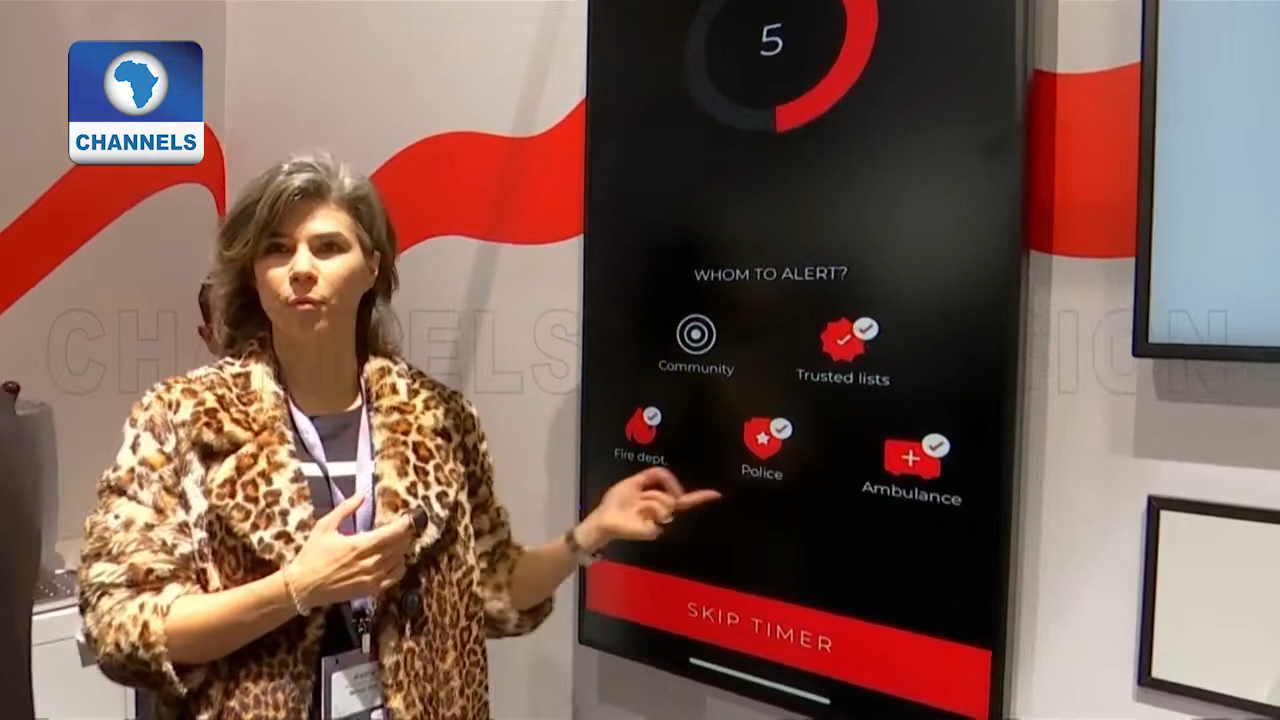 CHANNELS
5
WHOM TO ALERT?
Community
Trusted lists
Fire dept.
Police
Ambulance
SKIP TIMER